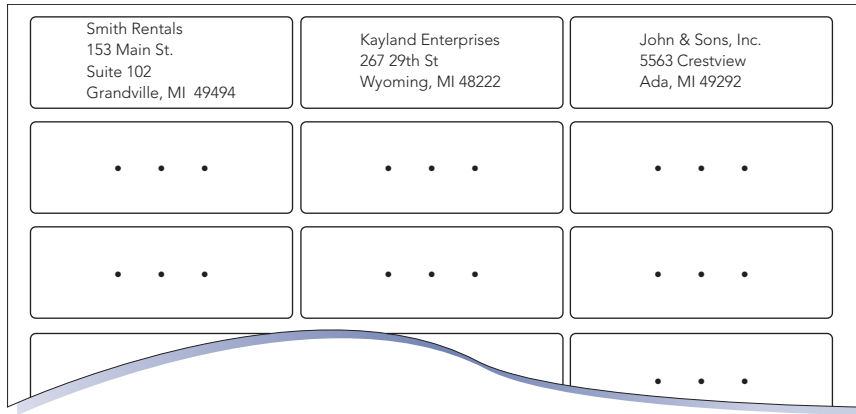 Smith Rentals
153 Main St.
Suite 102
Grandville, MI 49494
Kayland Enterprises
267 29th St
Wyoming, MI 48222
John & Sons, Inc.
5563 Crestview
Ada, MI 49292
• • •
• • •
• • •
• • •
• • •
• • •
• • •